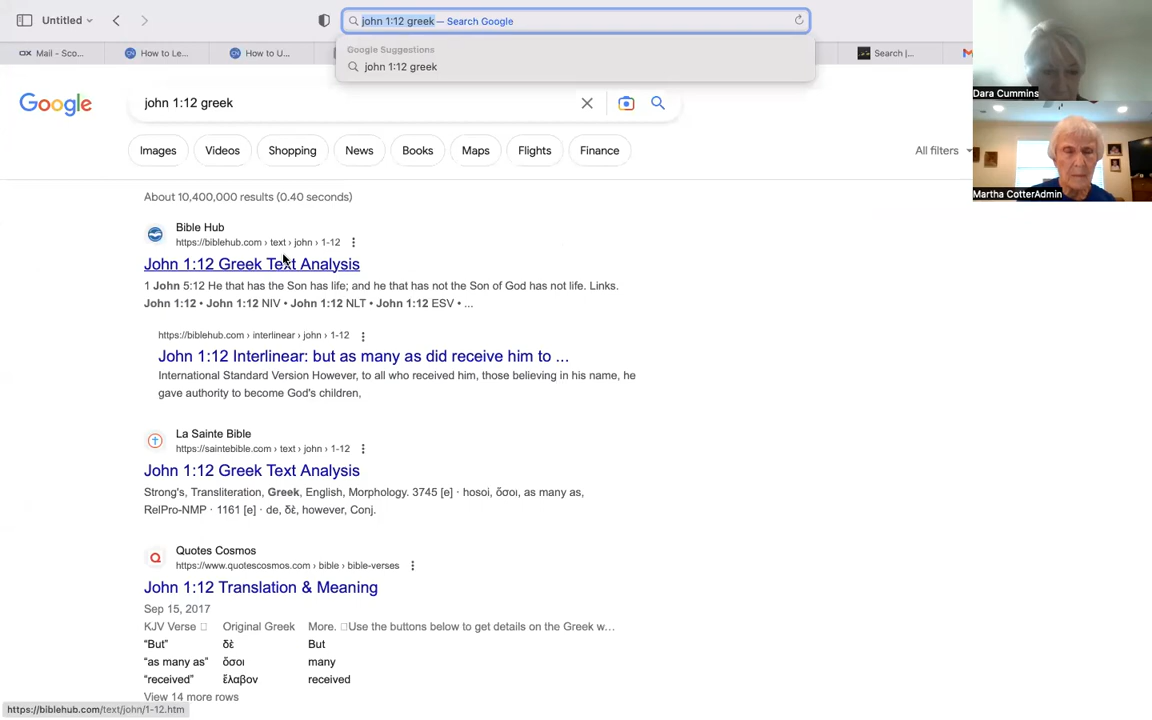 Untitled
john 1:12 greek — Search Google
Google Suggestions
john 1:12 greek
Mail - Sco...
How to Le...
How to U...
Search |...
Google
john 1:12 greek
Images
Videos
Shopping
News
Books
Maps
Flights
Finance
All filters
Dara Cummins
Martha CotterAdmin
About 10,400,000 results (0.40 seconds)
Bible Hub
https://biblehub.com › text › john › 1-12
John 1:12 Greek Text Analysis
1 John 5:12 He that has the Son has life; and he that has not the Son of God has not life. Links.
John 1:12 • John 1:12 NIV • John 1:12 NLT • John 1:12 ESV • ...
https://biblehub.com › interlinear › john › 1-12
John 1:12 Interlinear: but as many as did receive him to ...
International Standard Version However, to all who received him, those believing in his name, he
gave authority to become God's children,
La Sainte Bible
https://saintebible.com › text › john › 1-12
John 1:12 Greek Text Analysis
Strong's, Transliteration, Greek, English, Morphology. 3745 [e] · hosoi, ὅσοι, as many as,
RelPro-NMP · 1161 [e] · de, δὲ, however, Conj.
Quotes Cosmos
https://www.quotescosmos.com › bible › bible-verses
John 1:12 Translation & Meaning
Sep 15, 2017
KJV Verse Original Greek More. Use the buttons below to get details on the Greek w...
“But” δὲ But
“as many as” ὅσοι many
“received” ἔλαβον received
View 14 more rows
https://biblehub.com/text/john/1-12.htm